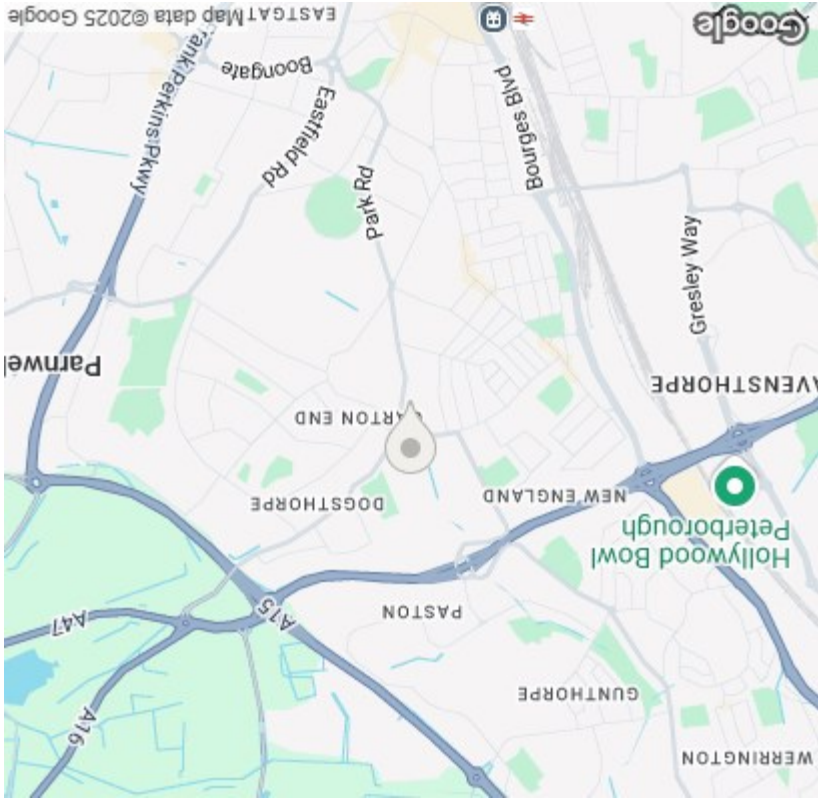 WERRINGTON
GUNTHORPE
A16
A47
A15
PASTON
Hollywood Bowl
Peterborough
NEW ENGLAND
DOGSTHORPE
ARTON END
AVENSTHORPE
Parnwel
Gresley Way
Park Rd
Eastfield
Rd
Bourges Blvd
Frank Perkins Pkwy
Boongate
EASTGAT
Google
Map data ©2025 Google